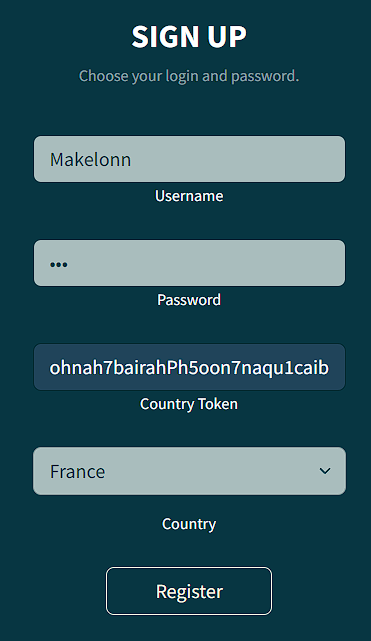 SIGN UP
Choose your login and password.
Makelonn
Username
•••
Password
ohnah7bairahPh5oon7naqu1caib
Country Token
France
Country
Register